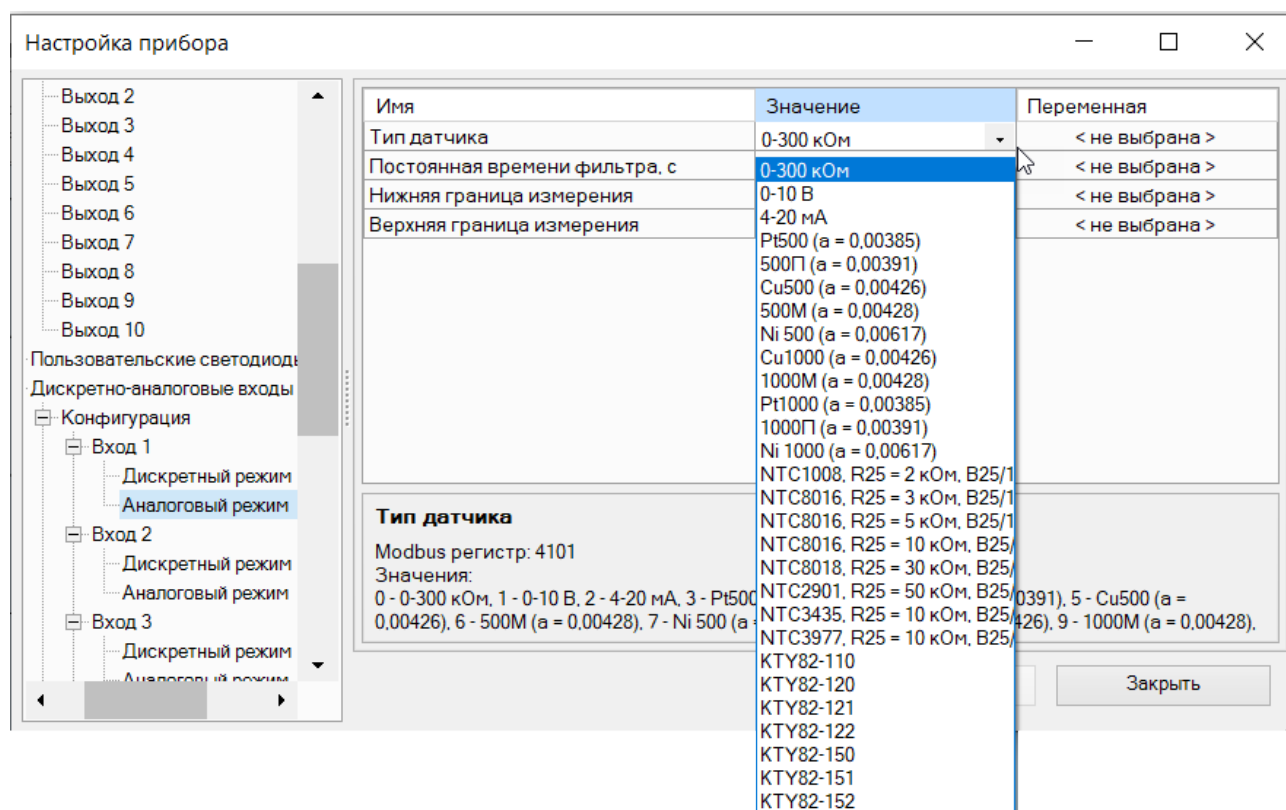 Настройка прибора
Выход 2
Выход 3
Выход 4
Выход 5
Выход 6
Выход 7
Выход 8
Выход 9
Выход 10
Пользовательские светодиоды
Дискретно-аналоговые входы
Конфигурация
Вход 1
Дискретный режим
Аналоговый режим
Вход 2
Дискретный режим
Аналоговый режим
Вход 3
Дискретный режим
Аналоговый режим
Имя Значение Переменная
Тип датчика 0-300 кОм < не выбрана >
Постоянная времени фильтра, с < не выбрана >
Нижняя граница измерения < не выбрана >
Верхняя граница измерения < не выбрана >
0-300 кОм
0-10 В
4-20 мА
Pt500 (a = 0,00385)
500П (a = 0,00391)
Cu500 (a = 0,00426)
500М (a = 0,00428)
Ni 500 (a = 0,00617)
Cu1000 (a = 0,00426)
1000М (a = 0,00428)
Pt1000 (a = 0,00385)
1000П (a = 0,00391)
Ni 1000 (a = 0,00617)
NTC1008, R25 = 2 кОм, B25/1
NTC8016, R25 = 3 кОм, B25/1
NTC8016, R25 = 5 кОм, B25/1
NTC8016, R25 = 10 кОм, B25/
NTC8018, R25 = 30 кОм, B25/
NTC2901, R25 = 50 кОм, B25/
NTC3435, R25 = 10 кОм, B25/
NTC3977, R25 = 10 кОм, B25/
KTY82-110
KTY82-120
KTY82-121
KTY82-122
KTY82-150
KTY82-151
KTY82-152
Тип датчика
Modbus регистр: 4101
Значения:
0 - 0-300 кОм, 1 - 0-10 В, 2 - 4-20 мА, 3 - Pt500 0391), 5 - Cu500 (a =
0,00426), 6 - 500М (a = 0,00428), 7 - Ni 500 (a 426), 9 - 1000М (a = 0,00428),
Закрыть